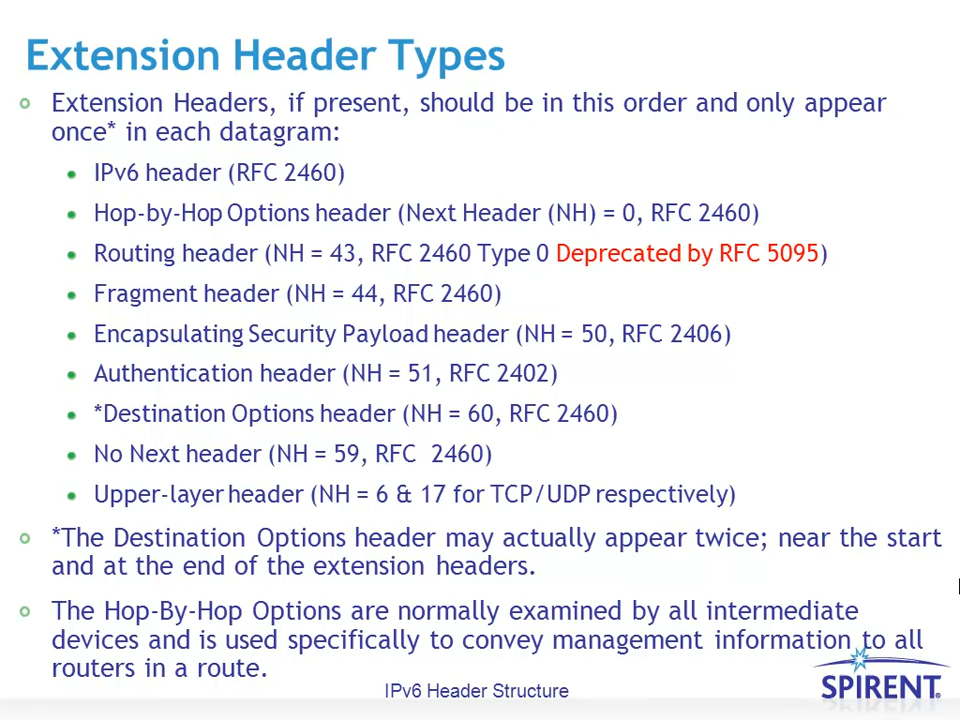 Extension Header Types
Extension Headers, if present, should be in this order and only appear
once* in each datagram:
IPv6 header (RFC 2460)
Hop-by-Hop Options header (Next Header (NH) = 0, RFC 2460)
Routing header (NH = 43, RFC 2460 Type 0 Deprecated by RFC 5095)
Fragment header (NH = 44, RFC 2460)
Encapsulating Security Payload header (NH = 50, RFC 2406)
Authentication header (NH = 51, RFC 2402)
*Destination Options header (NH = 60, RFC 2460)
No Next header (NH = 59, RFC  2460)
Upper-layer header (NH = 6 & 17 for TCP/UDP respectively)
*The Destination Options header may actually appear twice; near the start
and at the end of the extension headers.
The Hop-By-Hop Options are normally examined by all intermediate
devices and is used specifically to convey management information to all
routers in a route.
IPv6 Header Structure
SPIRENT®